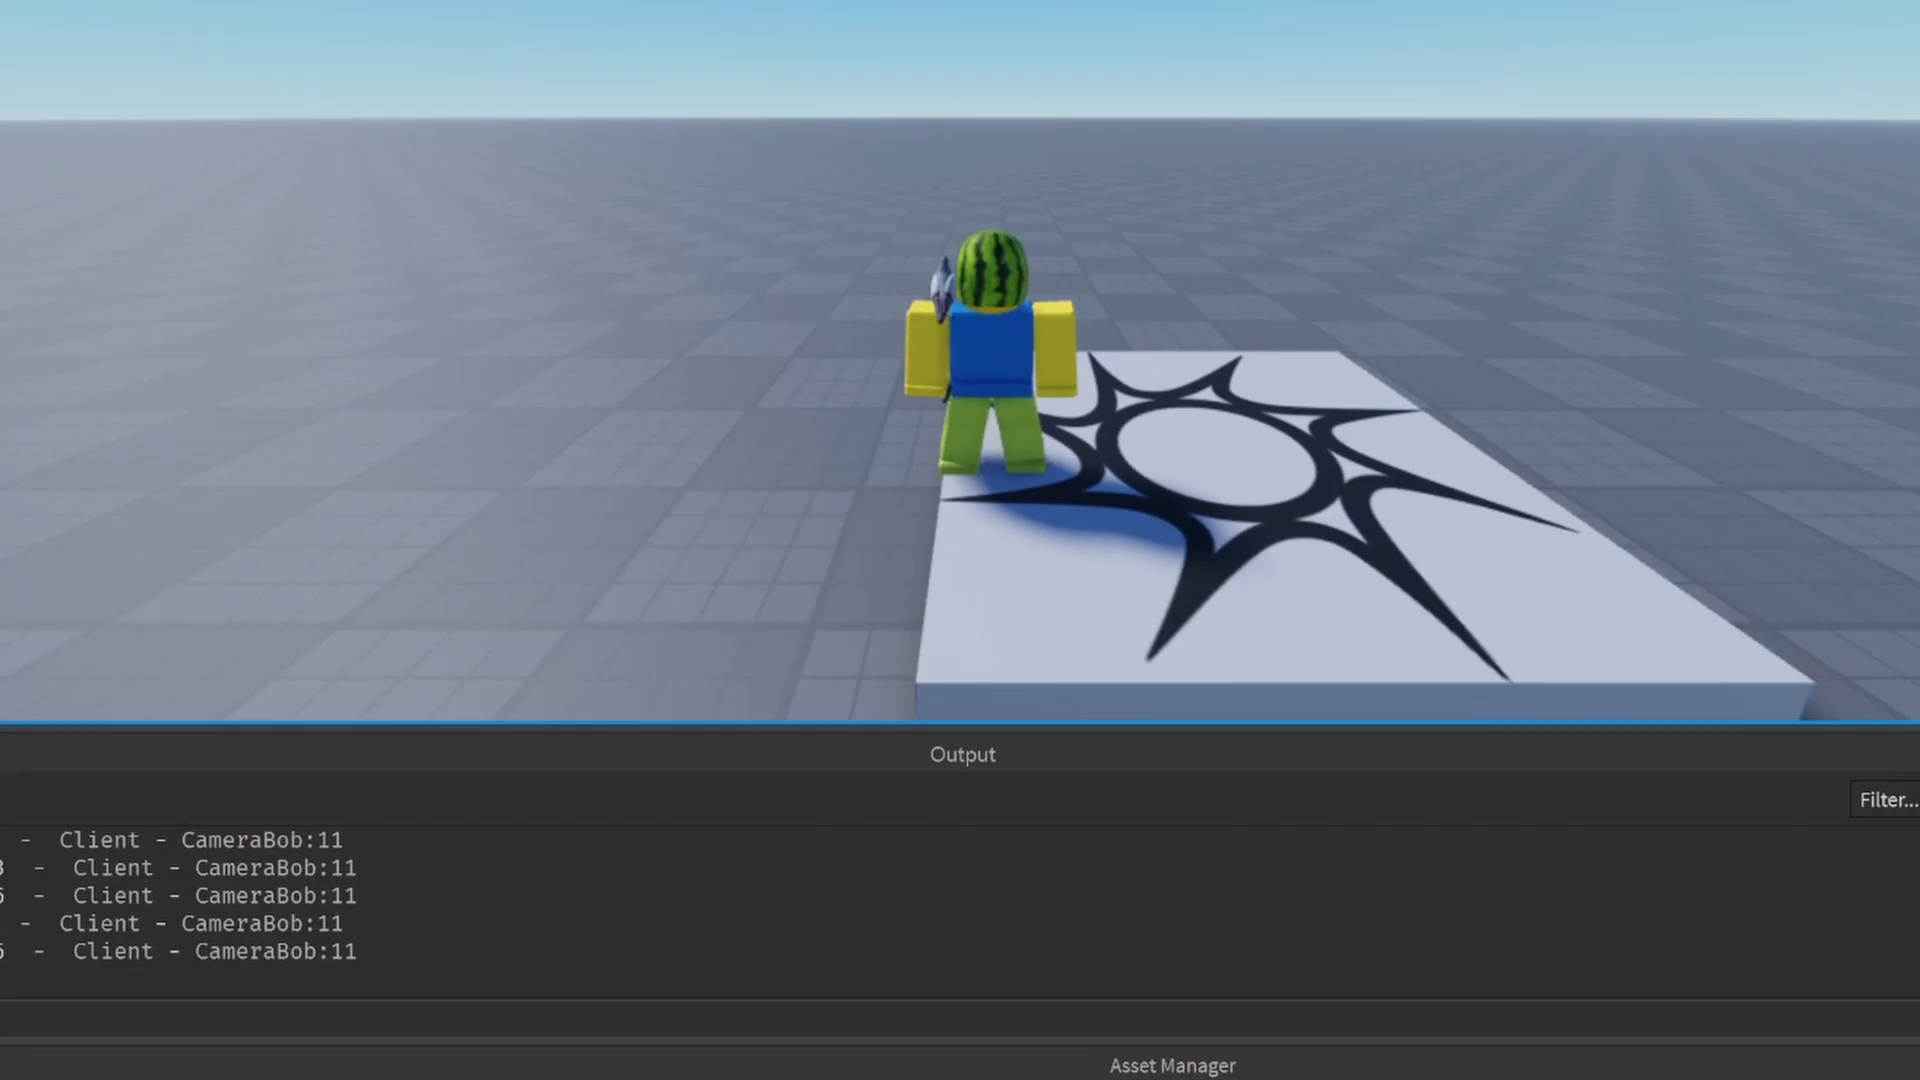 Output
Filter...
- Client - CameraBob:11
- Client - CameraBob:11
- Client - CameraBob:11
- Client - CameraBob:11
- Client - CameraBob:11
Asset Manager